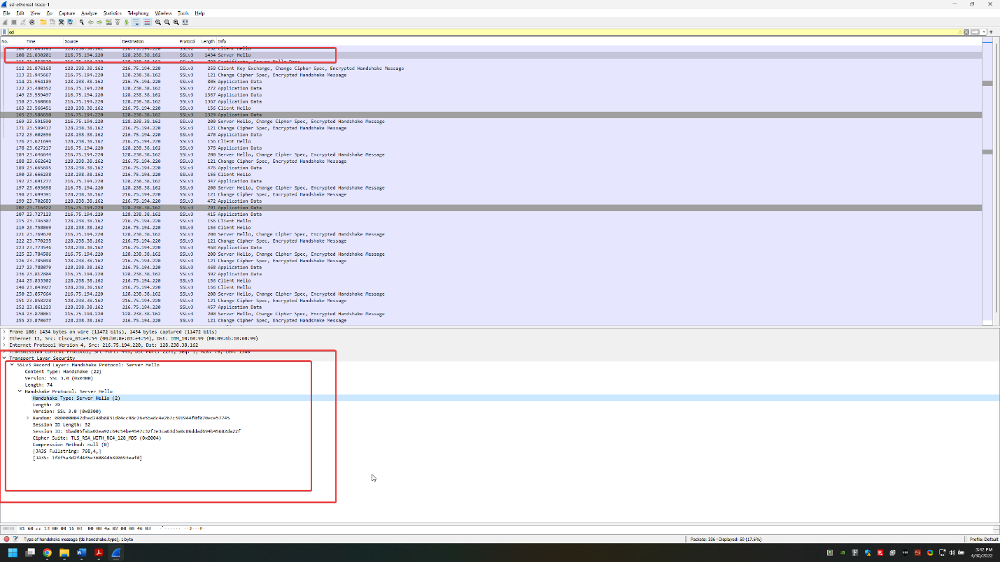 ssl-ethereal-trace-1
File Edit View Go Capture Analyze Statistics Telephony Wireless Tools Help
ssl
No. Time Source Destination Protocol Length Info
108 21.830201 216.75.194.220 128.238.38.162 SSLv3 1434 Server Hello
112 21.876168 128.238.38.162 216.75.194.220 SSLv3 258 Client Key Exchange, Change Cipher Spec, Encrypted Handshake Message
113 21.945667 216.75.194.220 128.238.38.162 SSLv3 121 Change Cipher Spec, Encrypted Handshake Message
114 21.954189 128.238.38.162 216.75.194.220 SSLv3 806 Application Data
122 23.480352 216.75.194.220 128.238.38.162 SSLv3 272 Application Data
149 23.559497 216.75.194.220 128.238.38.162 SSLv3 1367 Application Data
158 23.560866 216.75.194.220 128.238.38.162 SSLv3 1367 Application Data
163 23.566451 128.238.38.162 216.75.194.220 SSLv3 156 Client Hello
165 23.586650 216.75.194.220 128.238.38.162 SSLv3 1329 Application Data
169 23.591590 216.75.194.220 128.238.38.162 SSLv3 200 Server Hello, Change Cipher Spec, Encrypted Handshake Message
171 23.599417 128.238.38.162 216.75.194.220 SSLv3 121 Change Cipher Spec, Encrypted Handshake Message
172 23.602696 128.238.38.162 216.75.194.220 SSLv3 470 Application Data
176 23.621694 128.238.38.162 216.75.194.220 SSLv3 156 Client Hello
178 23.627217 216.75.194.220 128.238.38.162 SSLv3 378 Application Data
184 23.646644 216.75.194.220 128.238.38.162 SSLv3 200 Server Hello, Change Cipher Spec, Encrypted Handshake Message
188 23.662642 128.238.38.162 216.75.194.220 SSLv3 121 Change Cipher Spec, Encrypted Handshake Message
189 23.665695 128.238.38.162 216.75.194.220 SSLv3 476 Application Data
190 23.666238 128.238.38.162 216.75.194.220 SSLv3 156 Client Hello
192 23.691277 216.75.194.220 128.238.38.162 SSLv3 347 Application Data
197 23.693698 216.75.194.220 128.238.38.162 SSLv3 200 Server Hello, Change Cipher Spec, Encrypted Handshake Message
198 23.699391 128.238.38.162 216.75.194.220 SSLv3 121 Change Cipher Spec, Encrypted Handshake Message
199 23.702683 128.238.38.162 216.75.194.220 SSLv3 472 Application Data
202 23.716422 216.75.194.220 128.238.38.162 SSLv3 791 Application Data
207 23.727123 216.75.194.220 128.238.38.162 SSLv3 415 Application Data
215 23.746307 128.238.38.162 216.75.194.220 SSLv3 156 Client Hello
219 23.758069 128.238.38.162 216.75.194.220 SSLv3 156 Client Hello
221 23.769670 216.75.194.220 128.238.38.162 SSLv3 200 Server Hello, Change Cipher Spec, Encrypted Handshake Message
222 23.770235 128.238.38.162 216.75.194.220 SSLv3 121 Change Cipher Spec, Encrypted Handshake Message
223 23.773546 128.238.38.162 216.75.194.220 SSLv3 468 Application Data
225 23.784506 216.75.194.220 128.238.38.162 SSLv3 200 Server Hello, Change Cipher Spec, Encrypted Handshake Message
226 23.785098 128.238.38.162 216.75.194.220 SSLv3 121 Change Cipher Spec, Encrypted Handshake Message
227 23.788079 128.238.38.162 216.75.194.220 SSLv3 468 Application Data
236 23.812804 216.75.194.220 128.238.38.162 SSLv3 392 Application Data
244 23.833302 128.238.38.162 216.75.194.220 SSLv3 156 Client Hello
248 23.843927 128.238.38.162 216.75.194.220 SSLv3 156 Client Hello
250 23.857664 216.75.194.220 128.238.38.162 SSLv3 200 Server Hello, Change Cipher Spec, Encrypted Handshake Message
251 23.858228 128.238.38.162 216.75.194.220 SSLv3 121 Change Cipher Spec, Encrypted Handshake Message
252 23.861223 128.238.38.162 216.75.194.220 SSLv3 457 Application Data
254 23.870061 216.75.194.220 128.238.38.162 SSLv3 200 Server Hello, Change Cipher Spec, Encrypted Handshake Message
255 23.870677 128.238.38.162 216.75.194.220 SSLv3 121 Change Cipher Spec, Encrypted Handshake Message
Frame 108: 1434 bytes on wire (11472 bits), 1434 bytes captured (11472 bits)
Ethernet II, Src: Cisco_83:e4:54 (00:b0:8e:83:e4:54), Dst: IBM_10:60:99 (00:09:6b:10:60:99)
Internet Protocol Version 4, Src: 216.75.194.220, Dst: 128.238.38.162
Transport Layer Security
SSLv3 Record Layer: Handshake Protocol: Server Hello
Content Type: Handshake (22)
Version: SSL 3.0 (0x0300)
Length: 74
Handshake Protocol: Server Hello
Handshake Type: Server Hello (2)
Length: 70
Version: SSL 3.0 (0x0300)
Random: 0000000042dbed248b8831d04cc98c26e5badc4e267c391944f0f070ece57745
Session ID Length: 32
Session ID: 1bad05faba02ea92c64c54be4547c32f3e3ca63d3a0c86ddad694b45682da22f
Cipher Suite: TLS_RSA_WITH_RC4_128_MD5 (0x0004)
Compression Method: null (0)
[JA3S Fullstring: 768,4,]
[JA3S: 1f8f5a3d2fd435e36084db890693eafd]
81 60 cc 13 00 00 16 03 00 00 4a 02 00 00 46 03
Type of handshake message (tls.handshake.type), 1 byte
Packets: 336 · Displayed: 59 (17.6%)
Profile: Default
3:42 PM
4/30/2022